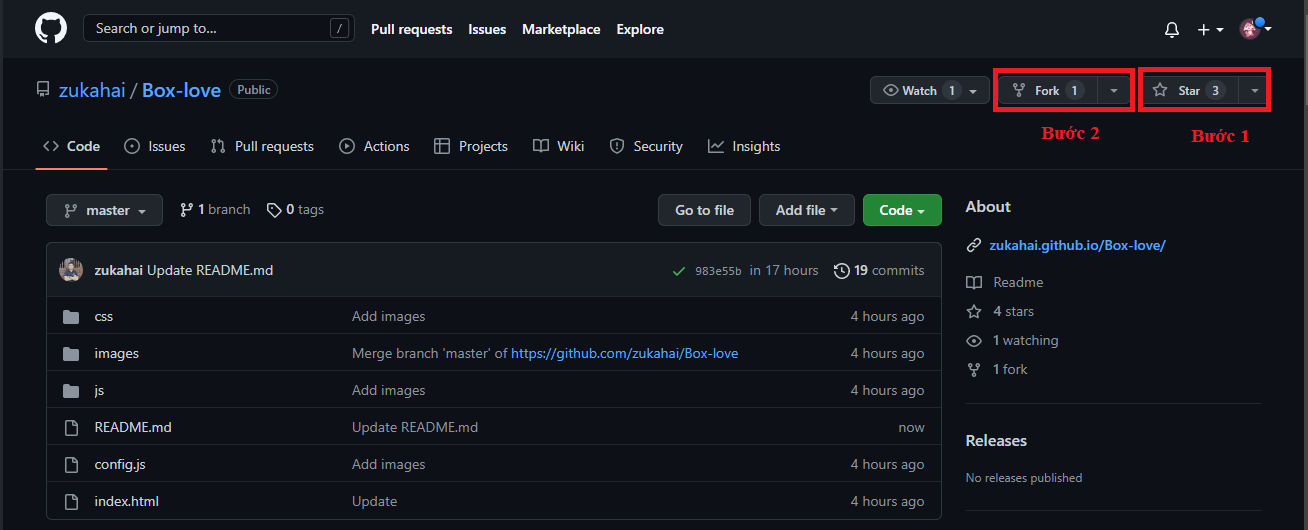 Search or jump to... /
Pull requests Issues Marketplace Explore
zukahai / Box-love Public
Watch 1 Fork 1 Star 3
Bước 2 Bước 1
Code Issues Pull requests Actions Projects Wiki Security Insights
master 1 branch 0 tags Go to file Add file Code
zukahai Update README.md 983e55b in 17 hours 19 commits
css Add images 4 hours ago
images Merge branch 'master' of https://github.com/zukahai/Box-love 4 hours ago
js Add images 4 hours ago
README.md Update README.md now
config.js Add images 4 hours ago
index.html Update 4 hours ago
About
zukahai.github.io/Box-love/
Readme
4 stars
1 watching
1 fork
Releases
No releases published